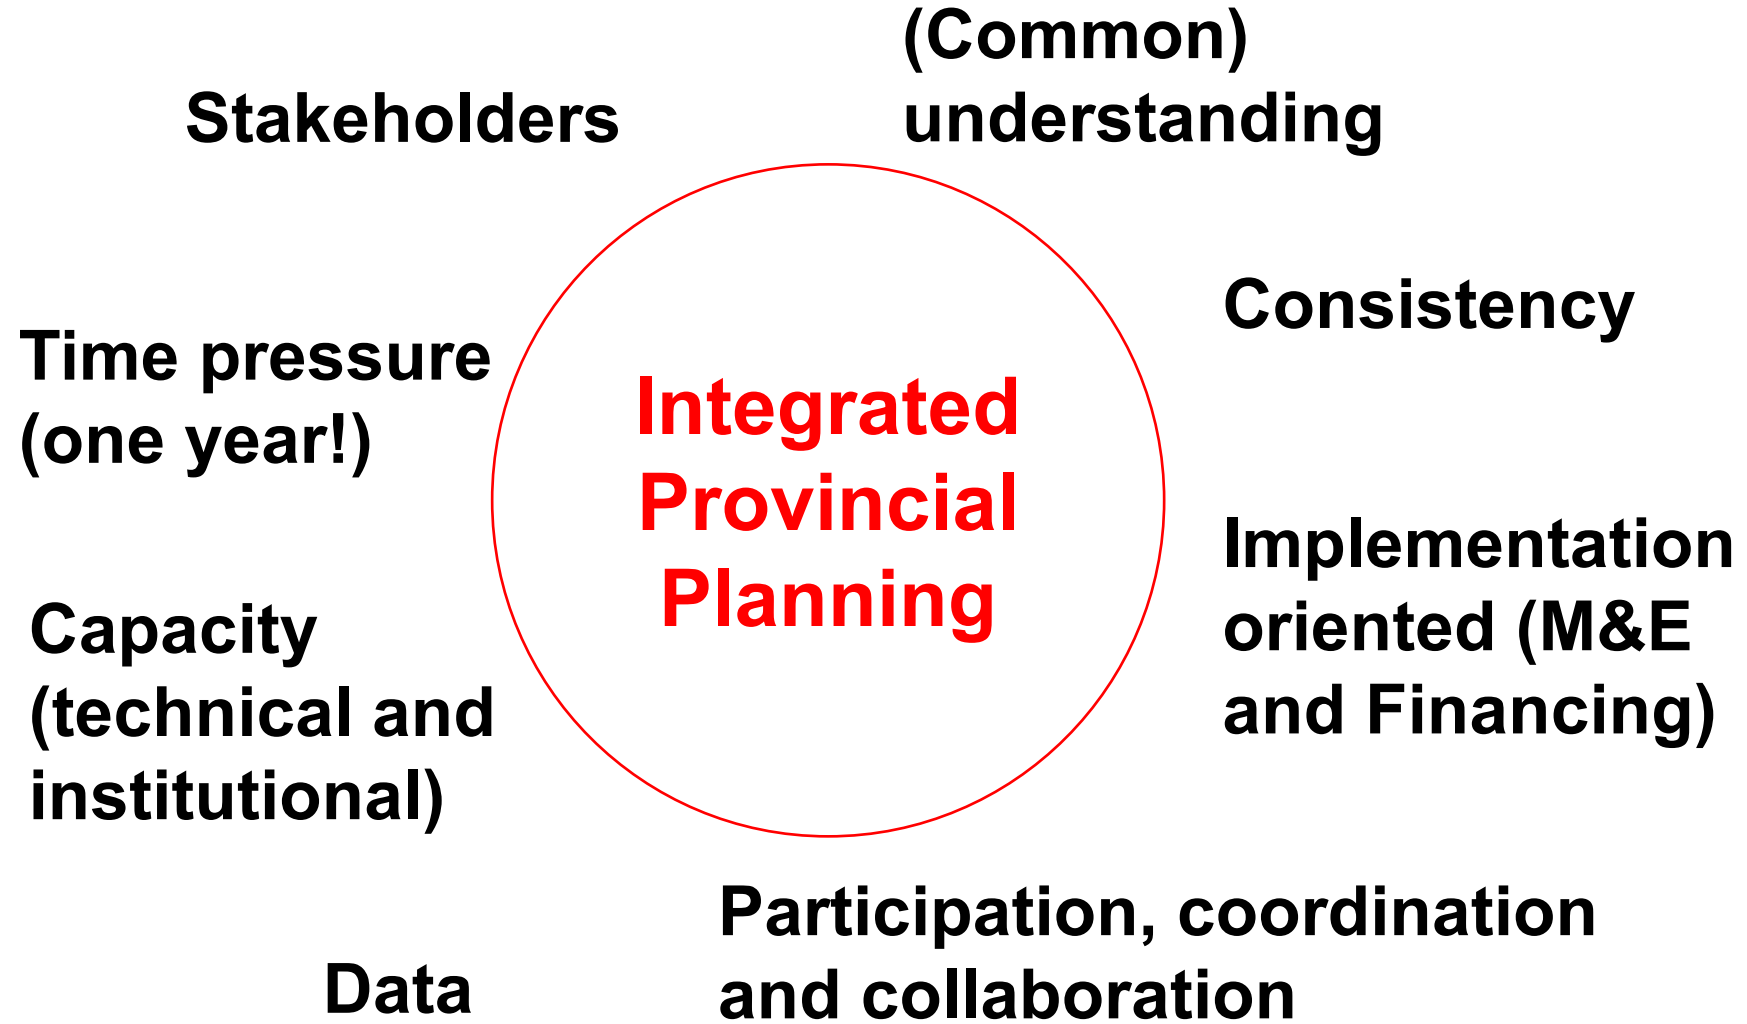 Stakeholders
(Common)
understanding
Consistency
Time pressure
(one year!)
Integrated
Provincial
Planning
Implementation
oriented (M&E
and Financing)
Capacity
(technical and
institutional)
Participation, coordination
and collaboration
Data